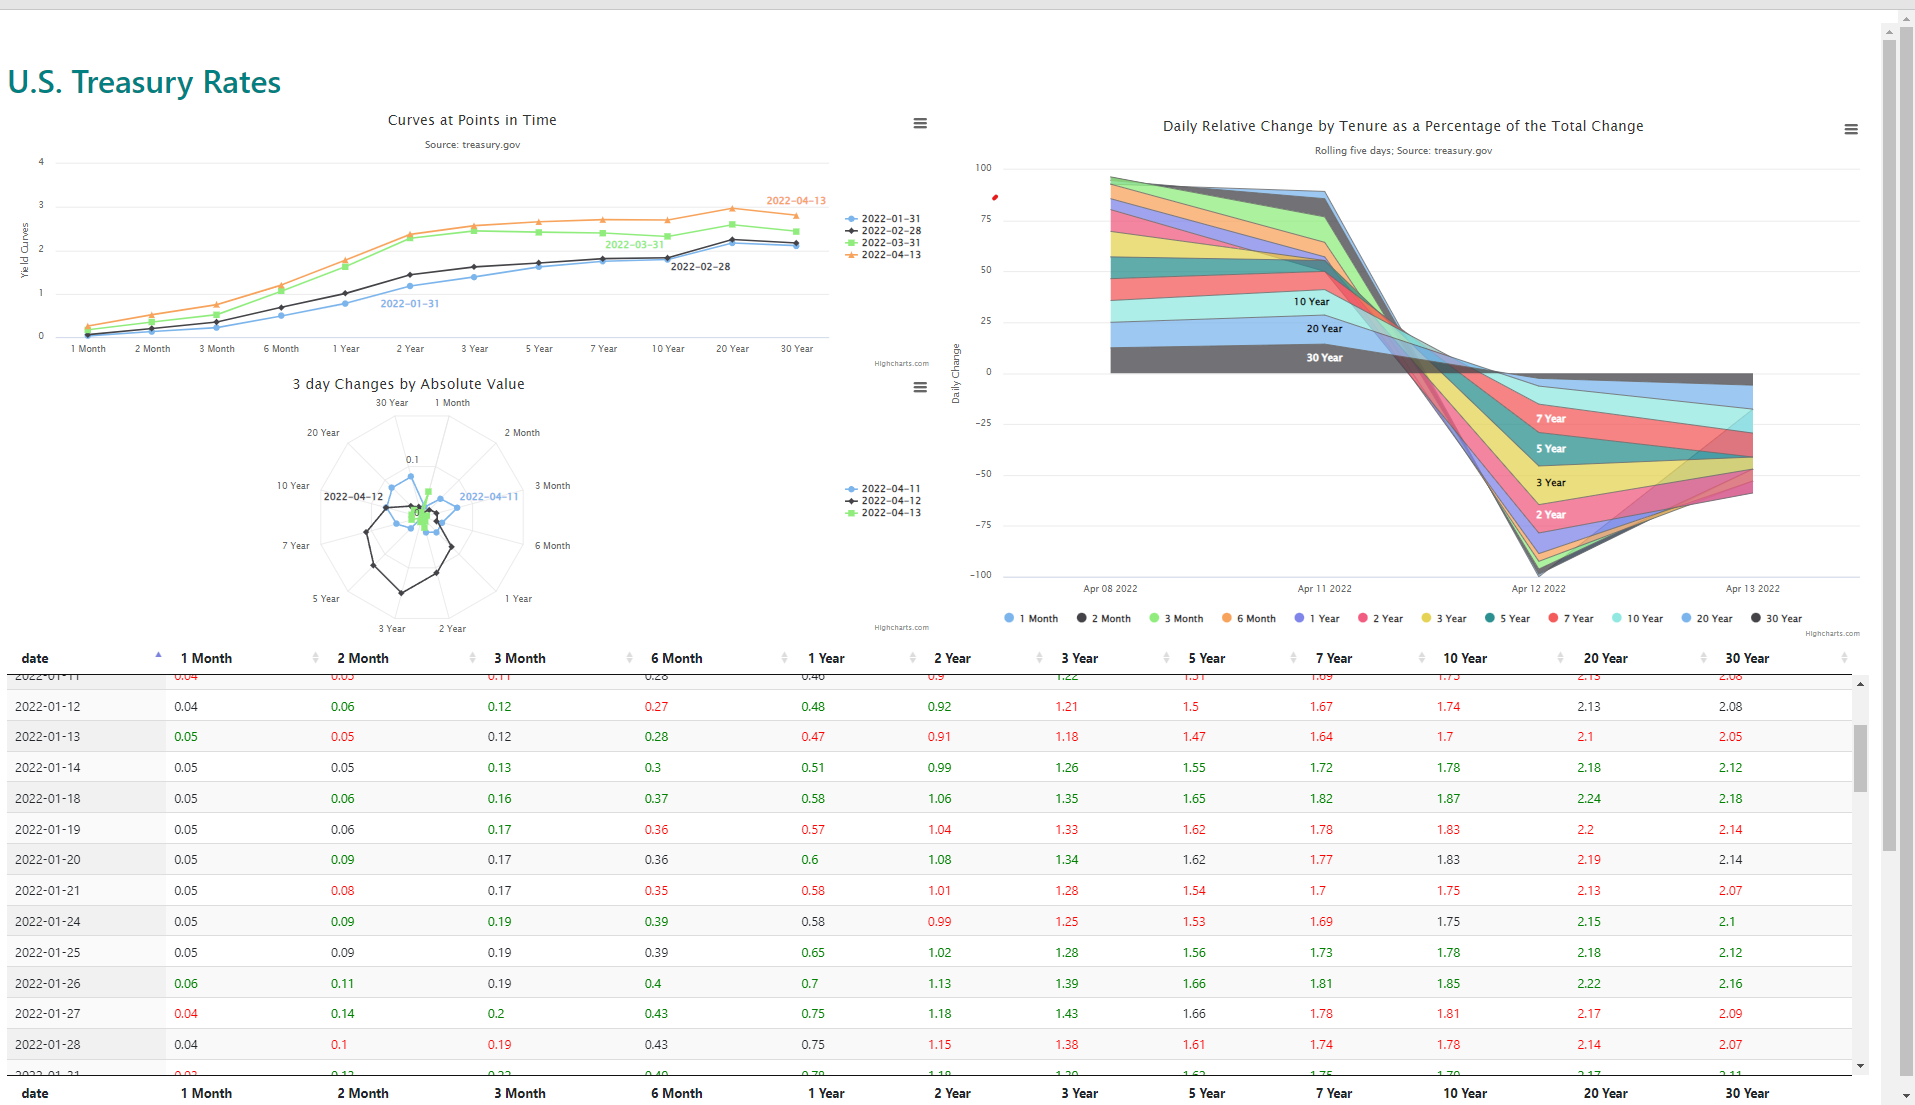 U.S. Treasury Rates
Curves at Points in Time
Source: treasury.gov
Yield Curves
4
3
2
1
0
2022-04-13
2022-03-31
2022-02-28
2022-01-31
1 Month 2 Month 3 Month 6 Month 1 Year 2 Year 3 Year 5 Year 7 Year 10 Year 20 Year 30 Year
2022-01-31
2022-02-28
2022-03-31
2022-04-13
Highcharts.com
3 day Changes by Absolute Value
30 Year 1 Month
20 Year 2 Month
0.1
10 Year 2022-04-12 2022-04-11 3 Month
0
7 Year 6 Month
5 Year 1 Year
3 Year 2 Year
2022-04-11
2022-04-12
2022-04-13
Highcharts.com
Daily Relative Change by Tenure as a Percentage of the Total Change
Rolling five days; Source: treasury.gov
Daily Change
100
75
50
25
0
-25
-50
-75
-100
10 Year
20 Year
30 Year
7 Year
5 Year
3 Year
2 Year
Apr 08 2022 Apr 11 2022 Apr 12 2022 Apr 13 2022
1 Month 2 Month 3 Month 6 Month 1 Year 2 Year 3 Year 5 Year 7 Year 10 Year 20 Year 30 Year
Highcharts.com
date 1 Month 2 Month 3 Month 6 Month 1 Year 2 Year 3 Year 5 Year 7 Year 10 Year 20 Year 30 Year
2022-01-11 0.04 0.05 0.11 0.28 0.46 0.9 1.22 1.51 1.69 1.75 2.13 2.08
2022-01-12 0.04 0.06 0.12 0.27 0.48 0.92 1.21 1.5 1.67 1.74 2.13 2.08
2022-01-13 0.05 0.05 0.12 0.28 0.47 0.91 1.18 1.47 1.64 1.7 2.1 2.05
2022-01-14 0.05 0.05 0.13 0.3 0.51 0.99 1.26 1.55 1.72 1.78 2.18 2.12
2022-01-18 0.05 0.06 0.16 0.37 0.58 1.06 1.35 1.65 1.82 1.87 2.24 2.18
2022-01-19 0.05 0.06 0.17 0.36 0.57 1.04 1.33 1.62 1.78 1.83 2.2 2.14
2022-01-20 0.05 0.09 0.17 0.36 0.6 1.08 1.34 1.62 1.77 1.83 2.19 2.14
2022-01-21 0.05 0.08 0.17 0.35 0.58 1.01 1.28 1.54 1.7 1.75 2.13 2.07
2022-01-24 0.05 0.09 0.19 0.39 0.58 0.99 1.25 1.53 1.69 1.75 2.15 2.1
2022-01-25 0.05 0.09 0.19 0.39 0.65 1.02 1.28 1.56 1.73 1.78 2.18 2.12
2022-01-26 0.06 0.11 0.19 0.4 0.7 1.13 1.39 1.66 1.81 1.85 2.22 2.16
2022-01-27 0.04 0.14 0.2 0.43 0.75 1.18 1.43 1.66 1.78 1.81 2.17 2.09
2022-01-28 0.04 0.1 0.19 0.43 0.75 1.15 1.38 1.61 1.74 1.78 2.14 2.07
date 1 Month 2 Month 3 Month 6 Month 1 Year 2 Year 3 Year 5 Year 7 Year 10 Year 20 Year 30 Year